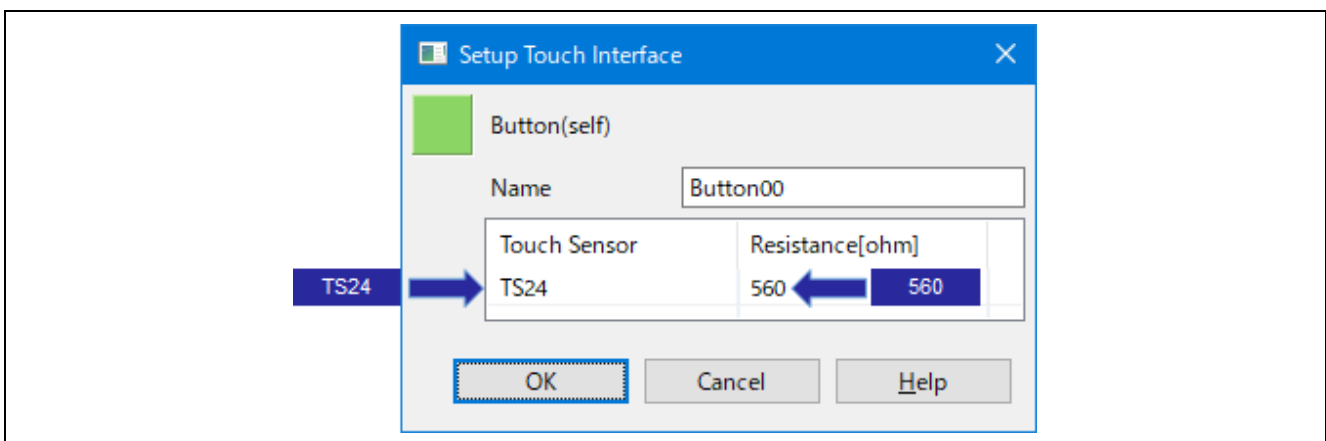 Setup Touch Interface
Button(self)
Name Button00
Touch Sensor Resistance[ohm]
TS24 TS24 560 560
OK Cancel Help